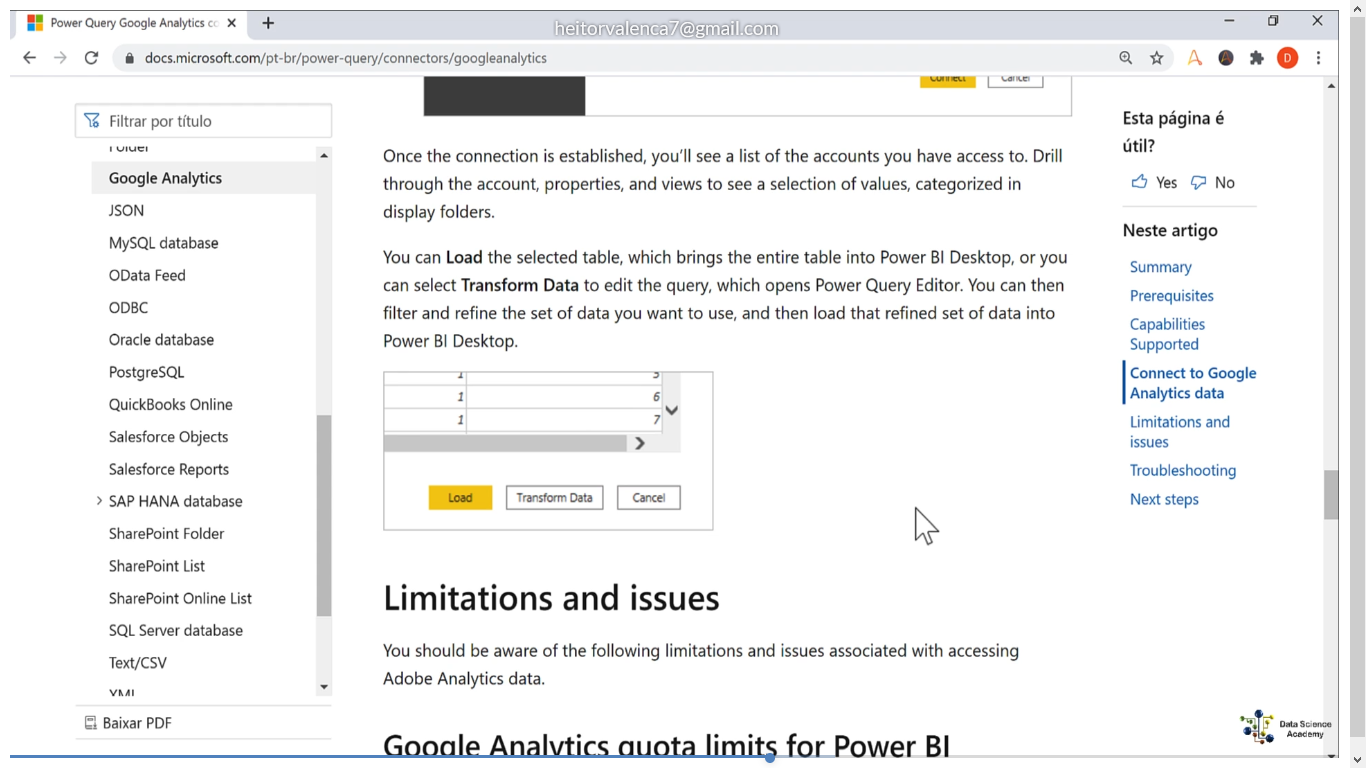 Power Query Google Analytics co
heitorvalenca7@gmail.com
docs.microsoft.com/pt-br/power-query/connectors/googleanalytics
D
Filtrar por título
Folder
Google Analytics
JSON
MySQL database
OData Feed
ODBC
Oracle database
PostgreSQL
QuickBooks Online
Salesforce Objects
Salesforce Reports
SAP HANA database
SharePoint Folder
SharePoint List
SharePoint Online List
SQL Server database
Text/CSV
XML
Baixar PDF
Connect Cancel
Once the connection is established, you'll see a list of the accounts you have access to. Drill
through the account, properties, and views to see a selection of values, categorized in
display folders.
You can Load the selected table, which brings the entire table into Power BI Desktop, or you
can select Transform Data to edit the query, which opens Power Query Editor. You can then
filter and refine the set of data you want to use, and then load that refined set of data into
Power BI Desktop.
1 5
1 6
1 7
Load Transform Data Cancel
Limitations and issues
You should be aware of the following limitations and issues associated with accessing
Adobe Analytics data.
Google Analytics quota limits for Power BI
Esta página é
útil?
Yes No
Neste artigo
Summary
Prerequisites
Capabilities
Supported
Connect to Google
Analytics data
Limitations and
issues
Troubleshooting
Next steps
Data Science
Academy